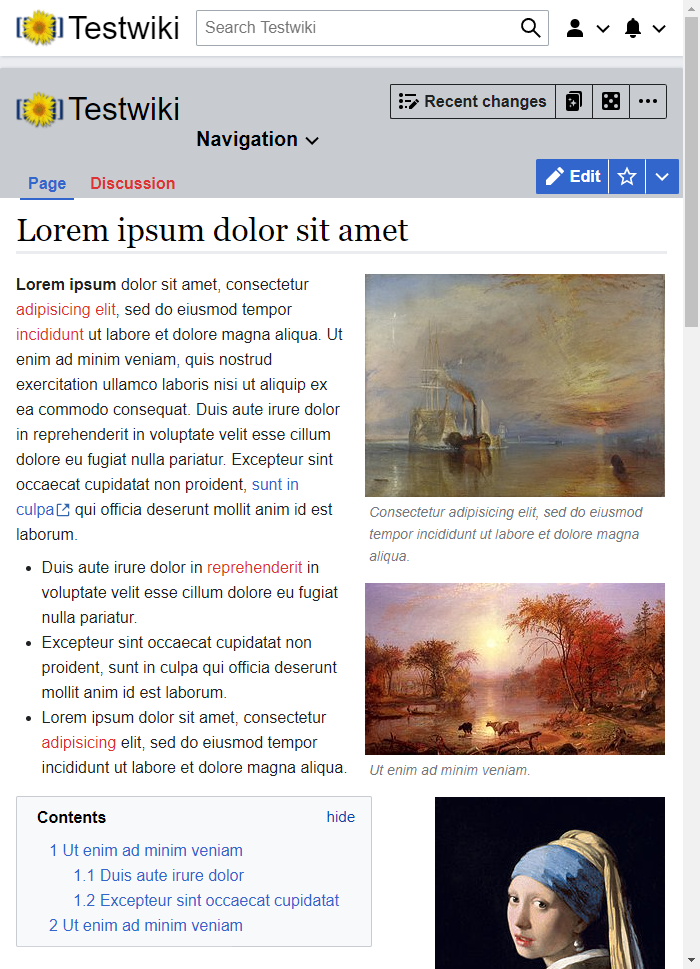 Testwiki
Search Testwiki
Testwiki
Recent changes
Navigation
Page Discussion
Edit
Lorem ipsum dolor sit amet
Lorem ipsum dolor sit amet, consectetur
adipisicing elit, sed do eiusmod tempor
incididunt ut labore et dolore magna aliqua. Ut
enim ad minim veniam, quis nostrud
exercitation ullamco laboris nisi ut aliquip ex
ea commodo consequat. Duis aute irure dolor
in reprehenderit in voluptate velit esse cillum
dolore eu fugiat nulla pariatur. Excepteur sint
occaecat cupidatat non proident, sunt in
culpa qui officia deserunt mollit anim id est
laborum.
Duis aute irure dolor in reprehenderit in
voluptate velit esse cillum dolore eu fugiat
nulla pariatur.
Excepteur sint occaecat cupidatat non
proident, sunt in culpa qui officia deserunt
mollit anim id est laborum.
Lorem ipsum dolor sit amet, consectetur
adipisicing elit, sed do eiusmod tempor
incididunt ut labore et dolore magna aliqua.
Consectetur adipisicing elit, sed do eiusmod
tempor incididunt ut labore et dolore magna
aliqua.
Ut enim ad minim veniam.
Contents hide
1 Ut enim ad minim veniam
1.1 Duis aute irure dolor
1.2 Excepteur sint occaecat cupidatat
2 Ut enim ad minim veniam